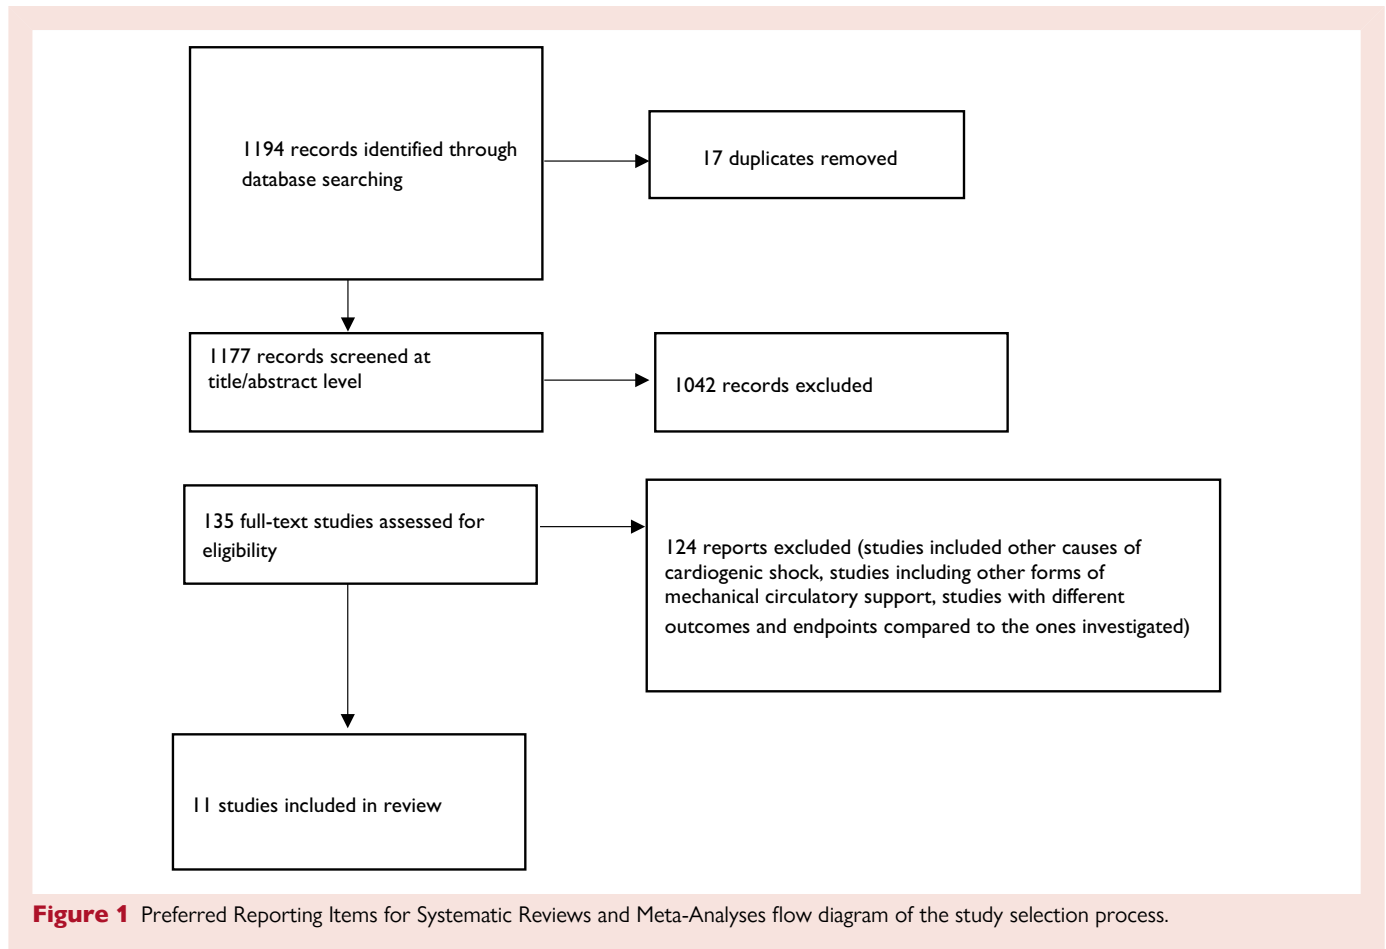 1194 records identified through
database searching
17 duplicates removed
1177 records screened at
title/abstract level
1042 records excluded
135 full-text studies assessed for
eligibility
124 reports excluded (studies included other causes of
cardiogenic shock, studies including other forms of
mechanical circulatory support, studies with different
outcomes and endpoints compared to the ones investigated)
11 studies included in review
Figure 1 Preferred Reporting Items for Systematic Reviews and Meta-Analyses flow diagram of the study selection process.